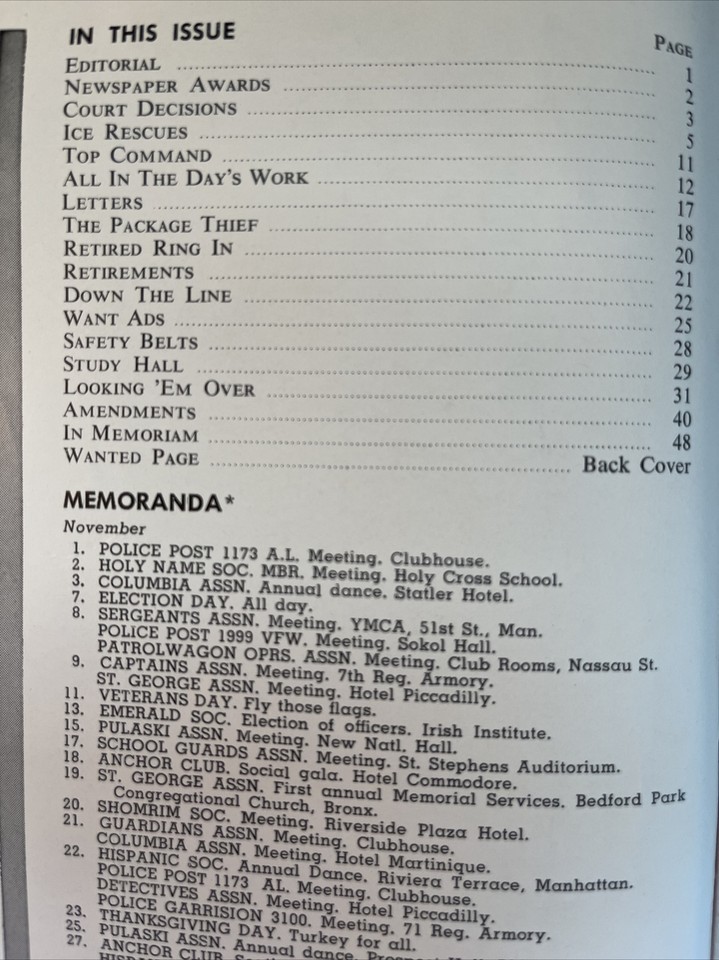 IN THIS ISSUE
PAGE
EDITORIAL ........ 1
NEWSPAPER AWARDS ........ 2
COURT DECISIONS ........ 3
ICE RESCUES ........ 5
TOP COMMAND ........ 11
ALL IN THE DAY'S WORK ........ 12
LETTERS ........ 17
THE PACKAGE THIEF ........ 18
RETIRED RING IN ........ 20
RETIREMENTS ........ 21
DOWN THE LINE ........ 22
WANT ADS ........ 25
SAFETY BELTS ........ 28
STUDY HALL ........ 29
LOOKING 'EM OVER ........ 31
AMENDMENTS ........ 40
IN MEMORIAM ........ 48
WANTED PAGE ........ Back Cover
MEMORANDA*
November
1. POLICE POST 1173 A.L. Meeting. Clubhouse.
2. HOLY NAME SOC. MBR. Meeting. Holy Cross School.
3. COLUMBIA ASSN. Annual dance. Statler Hotel.
7. ELECTION DAY. All day.
8. SERGEANTS ASSN. Meeting. YMCA, 51st St., Man.
POLICE POST 1999 VFW. Meeting. Sokol Hall.
PATROLWAGON OPRS. ASSN. Meeting. Club Rooms, Nassau St.
9. CAPTAINS ASSN. Meeting. 7th Reg. Armory.
ST. GEORGE ASSN. Meeting. Hotel Piccadilly.
11. VETERANS DAY. Fly those flags.
13. EMERALD SOC. Election of officers. Irish Institute.
15. PULASKI ASSN. Meeting. New Natl. Hall.
17. SCHOOL GUARDS ASSN. Meeting. St. Stephens Auditorium.
18. ANCHOR CLUB. Social gala. Hotel Commodore.
19. ST. GEORGE ASSN. First annual Memorial Services. Bedford Park
Congregational Church, Bronx.
20. SHOMRIM SOC. Meeting. Riverside Plaza Hotel.
21. GUARDIANS ASSN. Meeting. Clubhouse.
COLUMBIA ASSN. Meeting. Hotel Martinique.
22. HISPANIC SOC. Annual Dance. Riviera Terrace, Manhattan.
POLICE POST 1173 AL. Meeting. Clubhouse.
DETECTIVES ASSN. Meeting. Hotel Piccadilly.
POLICE GARRISION 3100. Meeting. 71 Reg. Armory.
23. THANKSGIVING DAY. Turkey for all.
25. PULASKI ASSN. Annual dance.
27. ANCHOR CLUB.